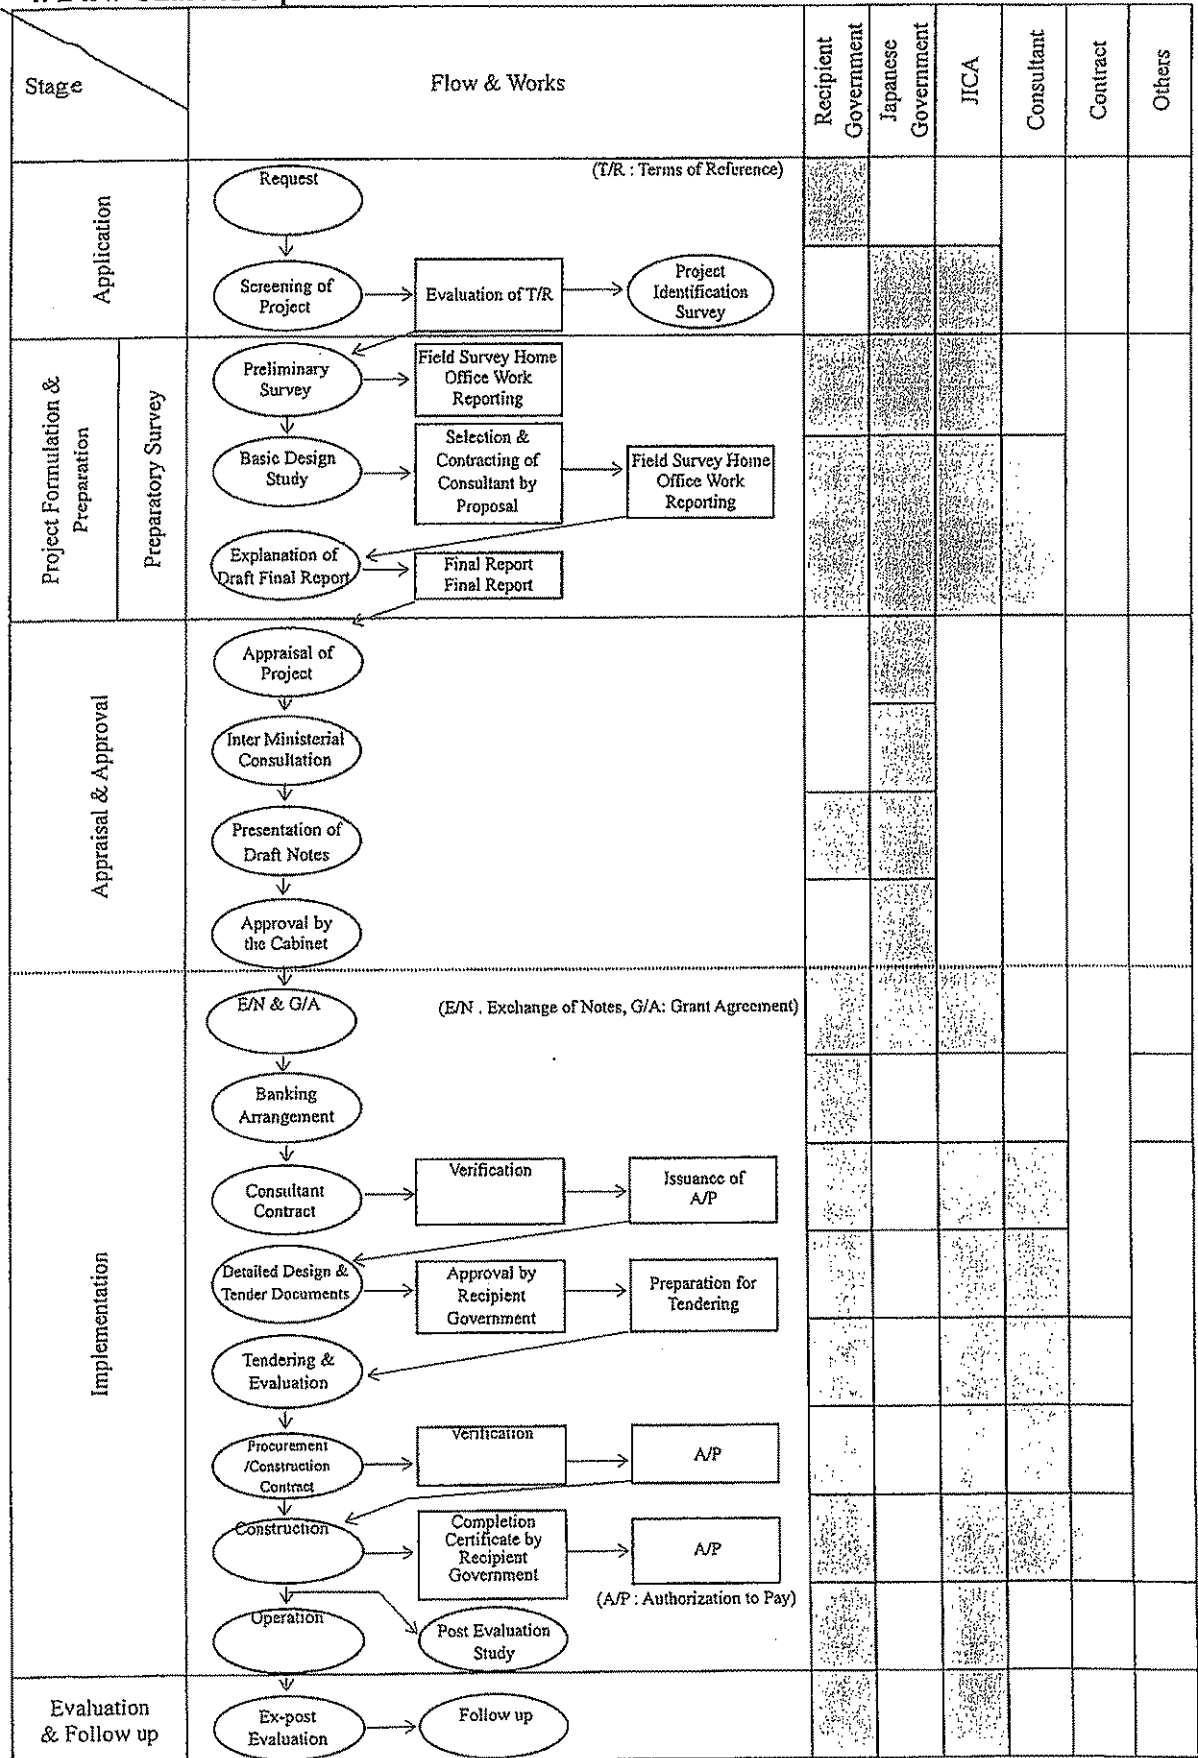 Stage
Flow & Works
Recipient
Government
Japanese
Government
JICA
Consultant
Contract
Others
Application
Request
(T/R : Terms of Reference)
Screening of
Project
Evaluation of T/R
Project
Identification
Survey
Project Formulation &
Preparation
Preparatory Survey
Preliminary
Survey
Field Survey Home
Office Work
Reporting
Basic Design
Study
Selection &
Contracting of
Consultant by
Proposal
Field Survey Home
Office Work
Reporting
Explanation of
Draft Final Report
Final Report
Final Report
Appraisal & Approval
Appraisal of
Project
Inter Ministerial
Consultation
Presentation of
Draft Notes
Approval by
the Cabinet
Implementation
E/N & G/A
(E/N . Exchange of Notes, G/A: Grant Agreement)
Banking
Arrangement
Consultant
Contract
Verification
Issuance of
A/P
Detailed Design &
Tender Documents
Approval by
Recipient
Government
Preparation for
Tendering
Tendering &
Evaluation
Procurement
/Construction
Contract
Verification
A/P
Construction
Completion
Certificate by
Recipient
Government
A/P
(A/P : Authorization to Pay)
Operation
Post Evaluation
Study
Evaluation
& Follow up
Ex-post
Evaluation
Follow up